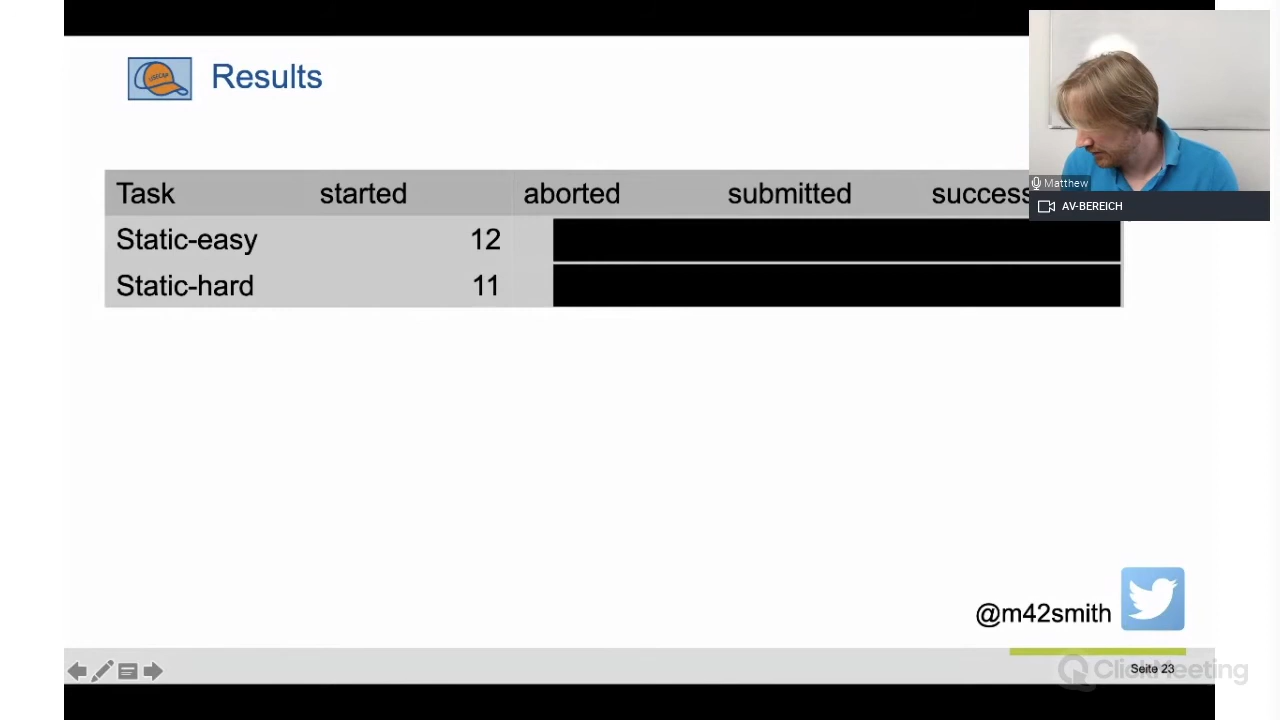 Results
Task started aborted submitted success
Static-easy 12
Static-hard 11
Matthew
AV-BEREICH
@m42smith
Seite 23
ClickMeeting